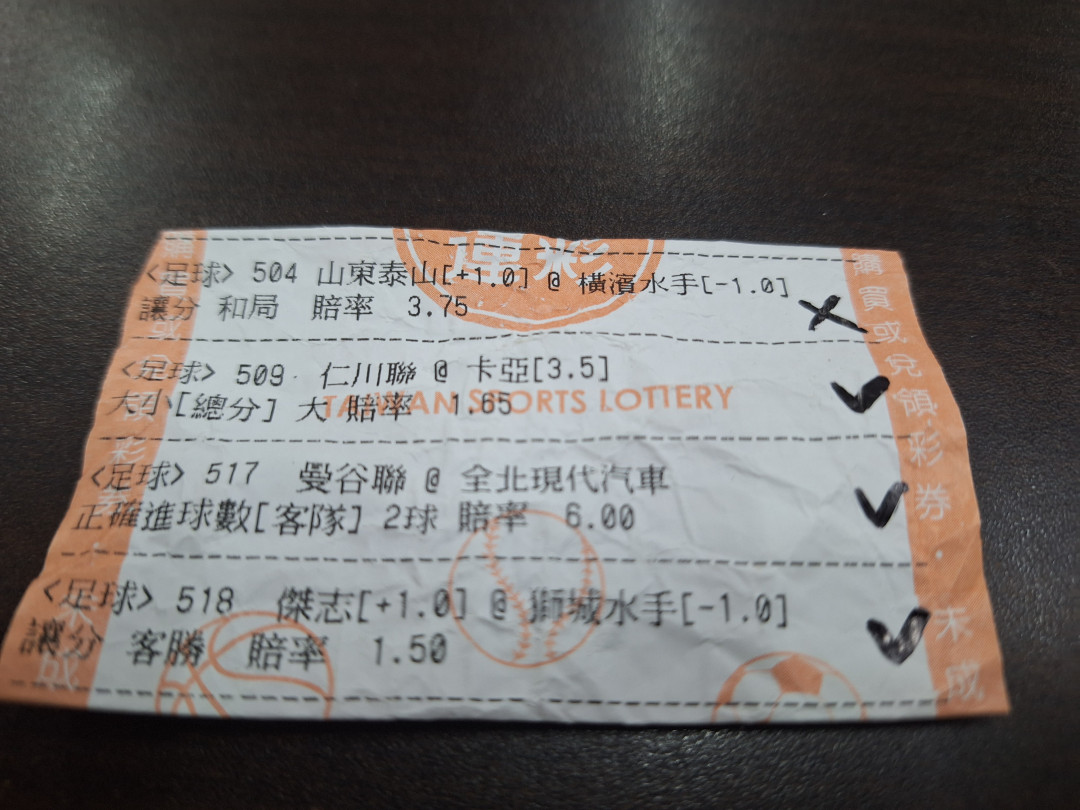 運彩
<足球> 504 山東泰山[+1.0] @ 橫濱水手[-1.0]
讓分 和局 賠率 3.75
<足球> 509 仁川聯 @ 卡亞[3.5]
大小[總分] 大 賠率 1.65
TAIWAN SPORTS LOTTERY
<足球> 517 曼谷聯 @ 全北現代汽車
正確進球數[客隊] 2球 賠率 6.00
<足球> 518 傑志[+1.0] @ 獅城水手[-1.0]
讓分 客勝 賠率 1.50
購買或兌領彩券.未成